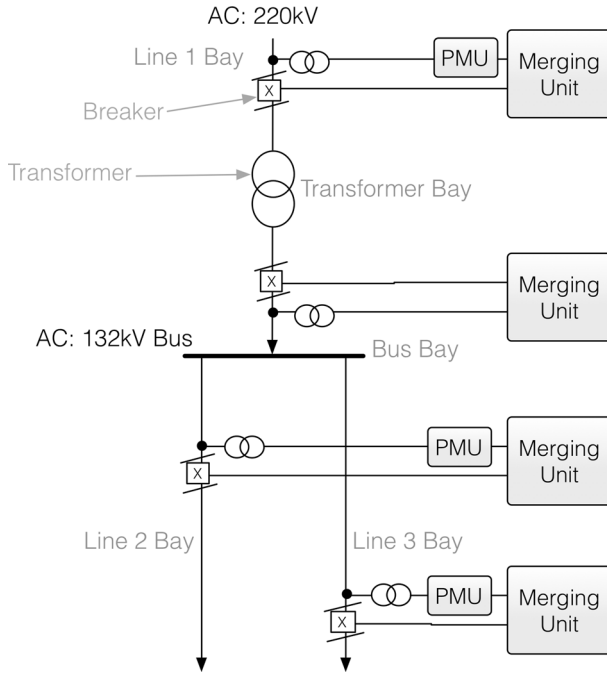 AC: 220kV
Line 1 Bay
PMU
Merging
Unit
X
Breaker
Transformer
Transformer Bay
X
Merging
Unit
AC: 132kV Bus
Bus Bay
PMU
Merging
Unit
X
Line 2 Bay
Line 3 Bay
PMU
Merging
Unit
X